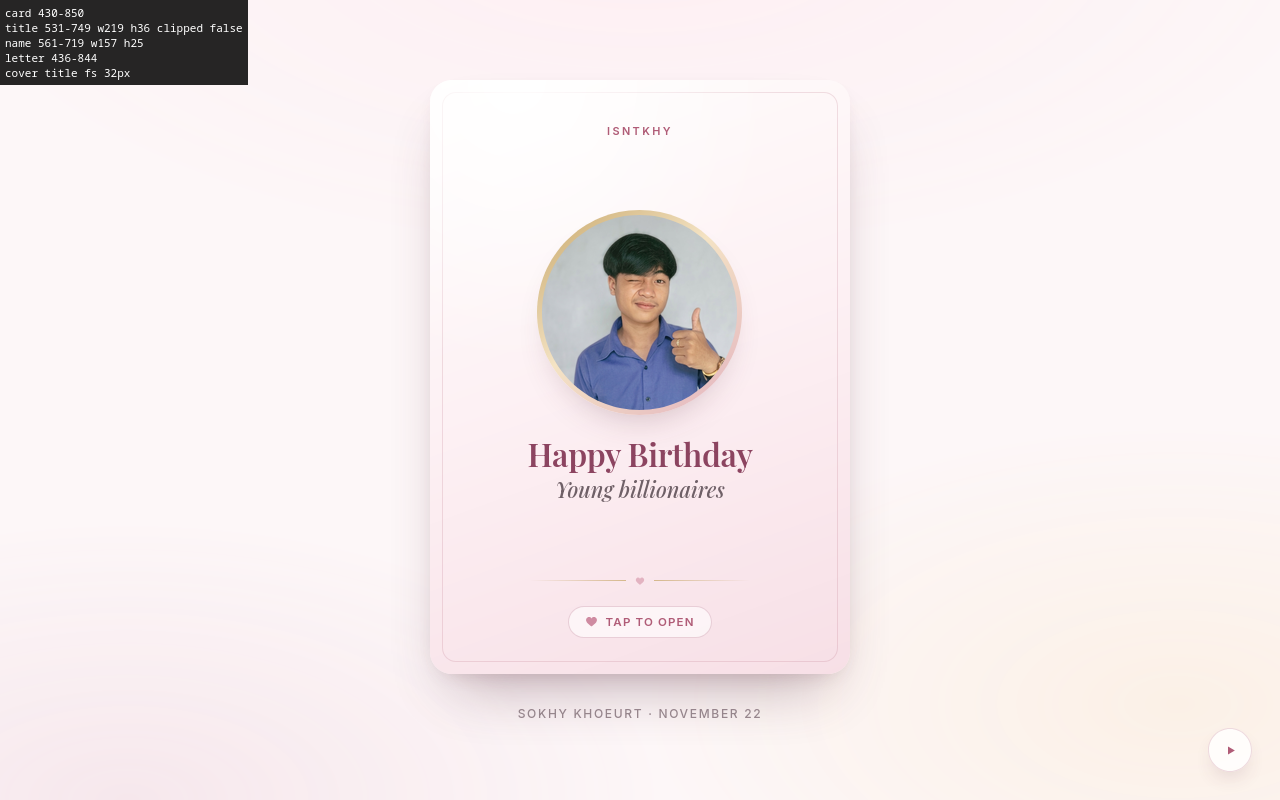 card 430-850
title 531-749 w219 h36 clipped false
name 561-719 w157 h25
letter 436-844
cover title fs 32px
ISNTKHY
Happy Birthday
Young billionaires
TAP TO OPEN
SOKHY KHOEURT · NOVEMBER 22